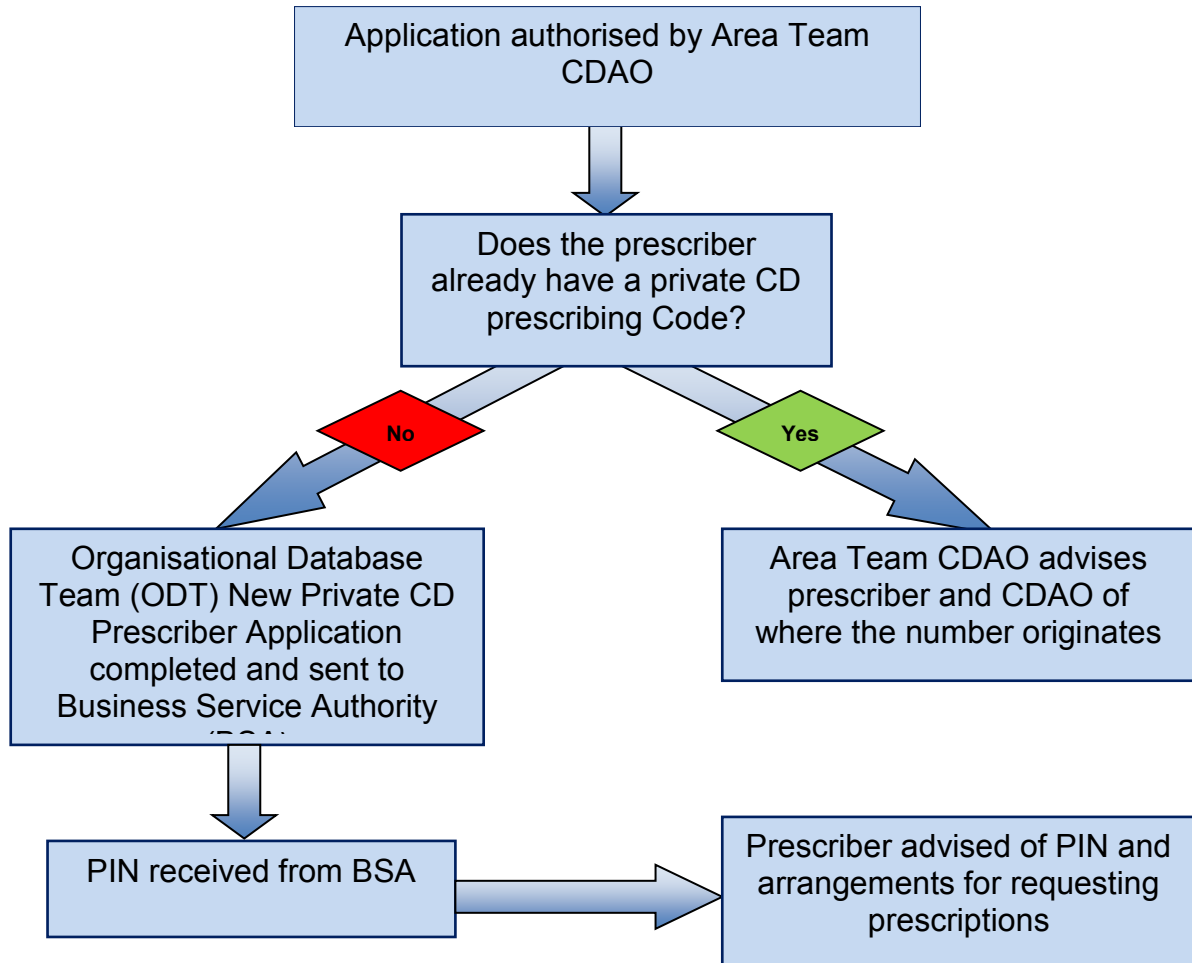 Application authorised by Area Team
CDAO
Does the prescriber
already have a private CD
prescribing Code?
No
Yes
Organisational Database
Team (ODT) New Private CD
Prescriber Application
completed and sent to
Business Service Authority
Area Team CDAO advises
prescriber and CDAO of
where the number originates
PIN received from BSA
Prescriber advised of PIN and
arrangements for requesting
prescriptions